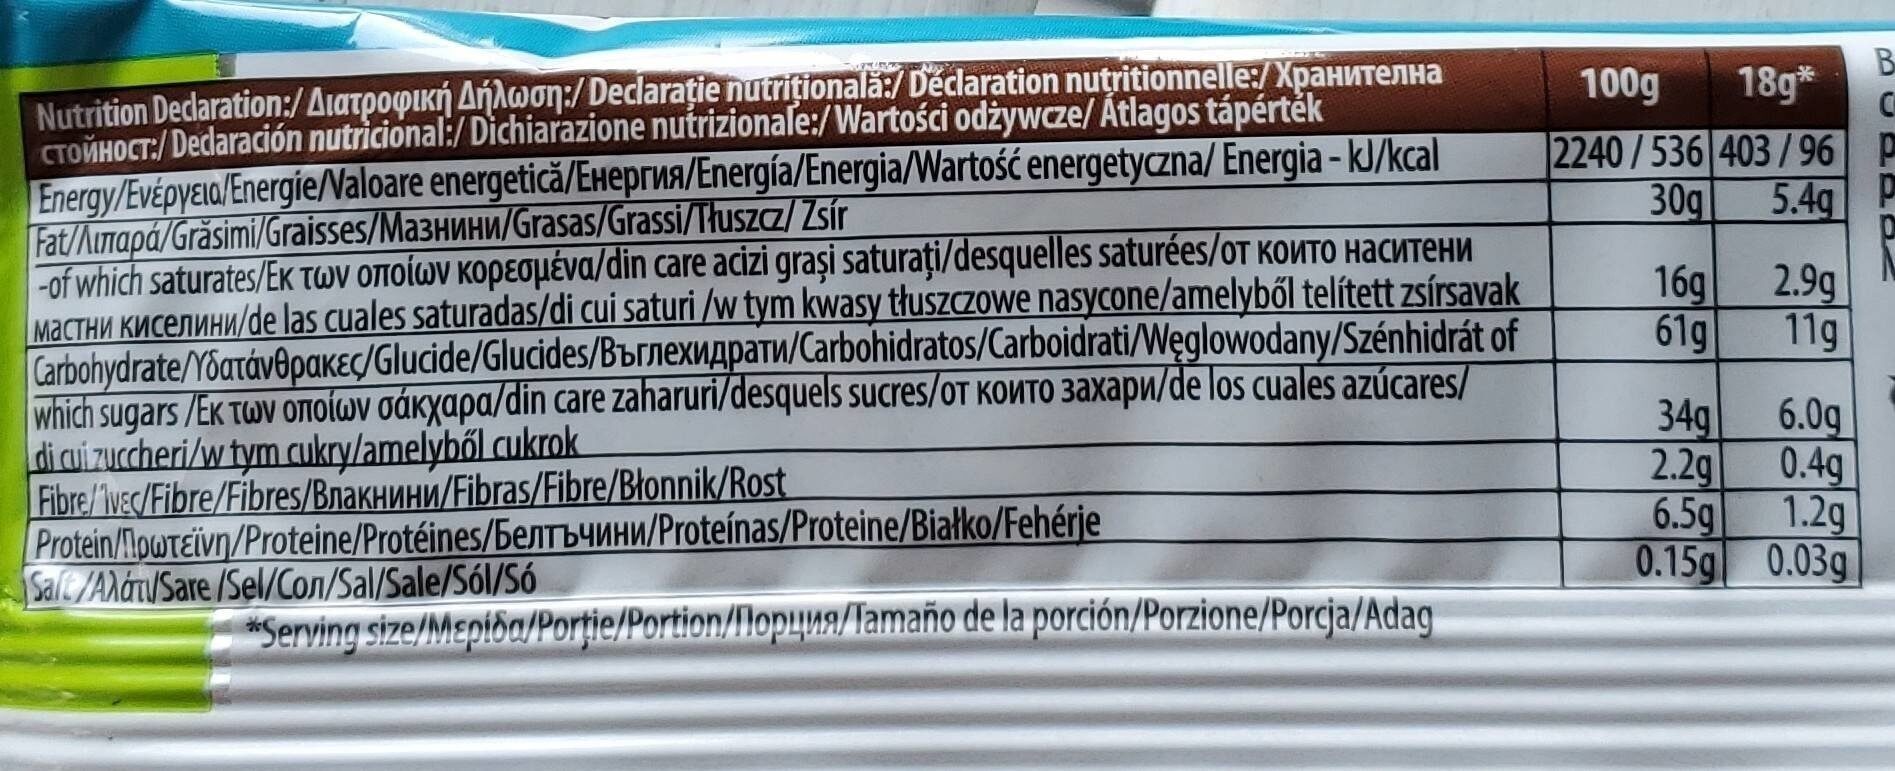 Nutrition Declaration:/ Διατροφική Δήλωση:/ Declarație nutrițională:/ Déclaration nutritionnelle:/ Хранителна 100g 18g*
стойност:/ Declaración nutricional:/ Dichiarazione nutrizionale:/ Wartości odżywcze/ Átlagos tápérték
Energy/Ενέργεια/Energie/Valoare energetică/Енергия/Energía/Energia/Wartość energetyczna/ Energia - kJ/kcal 2240 / 536 403 / 96
Fat/Λιπαρά/Grăsimi/Graisses/Мазнини/Grasas/Grassi/Tłuszcz/ Zsír 30g 5.4g
-of which saturates/Εκ των οποίων κορεσμένα/din care acizi grași saturați/desquelles saturées/от които наситени
мастни киселини/de las cuales saturadas/di cui saturi /w tym kwasy tłuszczowe nasycone/amelyből telített zsírsavak 16g 2.9g
Carbohydrate/Υδατάνθρακες/Glucide/Glucides/Въглехидрати/Carbohidratos/Carboidrati/Węglowodany/Szénhidrát of 61g 11g
which sugars /Εκ των οποίων σάκχαρα/din care zaharuri/desquels sucres/от които захари/de los cuales azúcares/
di cui zuccheri/w tym cukry/amelyből cukrok 34g 6.0g
Fibre/Ίνες/Fibre/Fibres/Влакнини/Fibras/Fibre/Błonnik/Rost 2.2g 0.4g
Protein/Πρωτεΐνη/Proteine/Protéines/Белтъчини/Proteínas/Proteine/Białko/Fehérje 6.5g 1.2g
Salt/Αλάτι/Sare /Sel/Сол/Sal/Sale/Sól/Só 0.15g 0.03g
*Serving size/Μερίδα/Porție/Portion/Порция/Tamaño de la porción/Porzione/Porcja/Adag